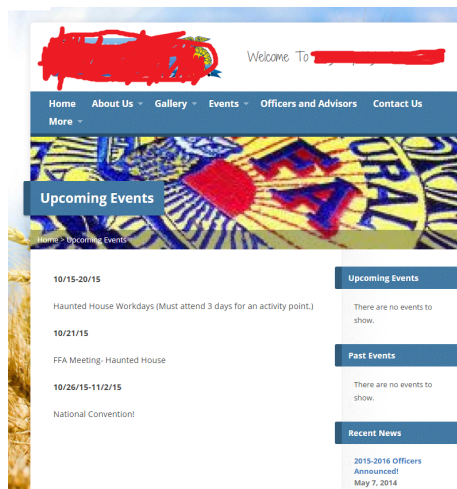 Welcome To
Home About Us Gallery Events Officers and Advisors Contact Us
More
FFA
URAL
Upcoming Events
Home > Upcoming Events
10/15-20/15
Haunted House Workdays (Must attend 3 days for an activity point.)
10/21/15
FFA Meeting- Haunted House
10/26/15-11/2/15
National Convention!
Upcoming Events
There are no events to
show.
Past Events
There are no events to
show.
Recent News
2015-2016 Officers
Announced!
May 7, 2014